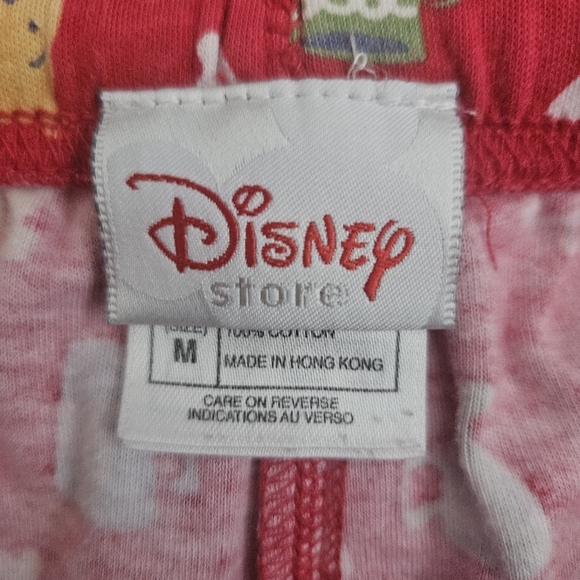 Disney
store
(SIZE) 100% COTTON
M MADE IN HONG KONG
CARE ON REVERSE
INDICATIONS AU VERSO